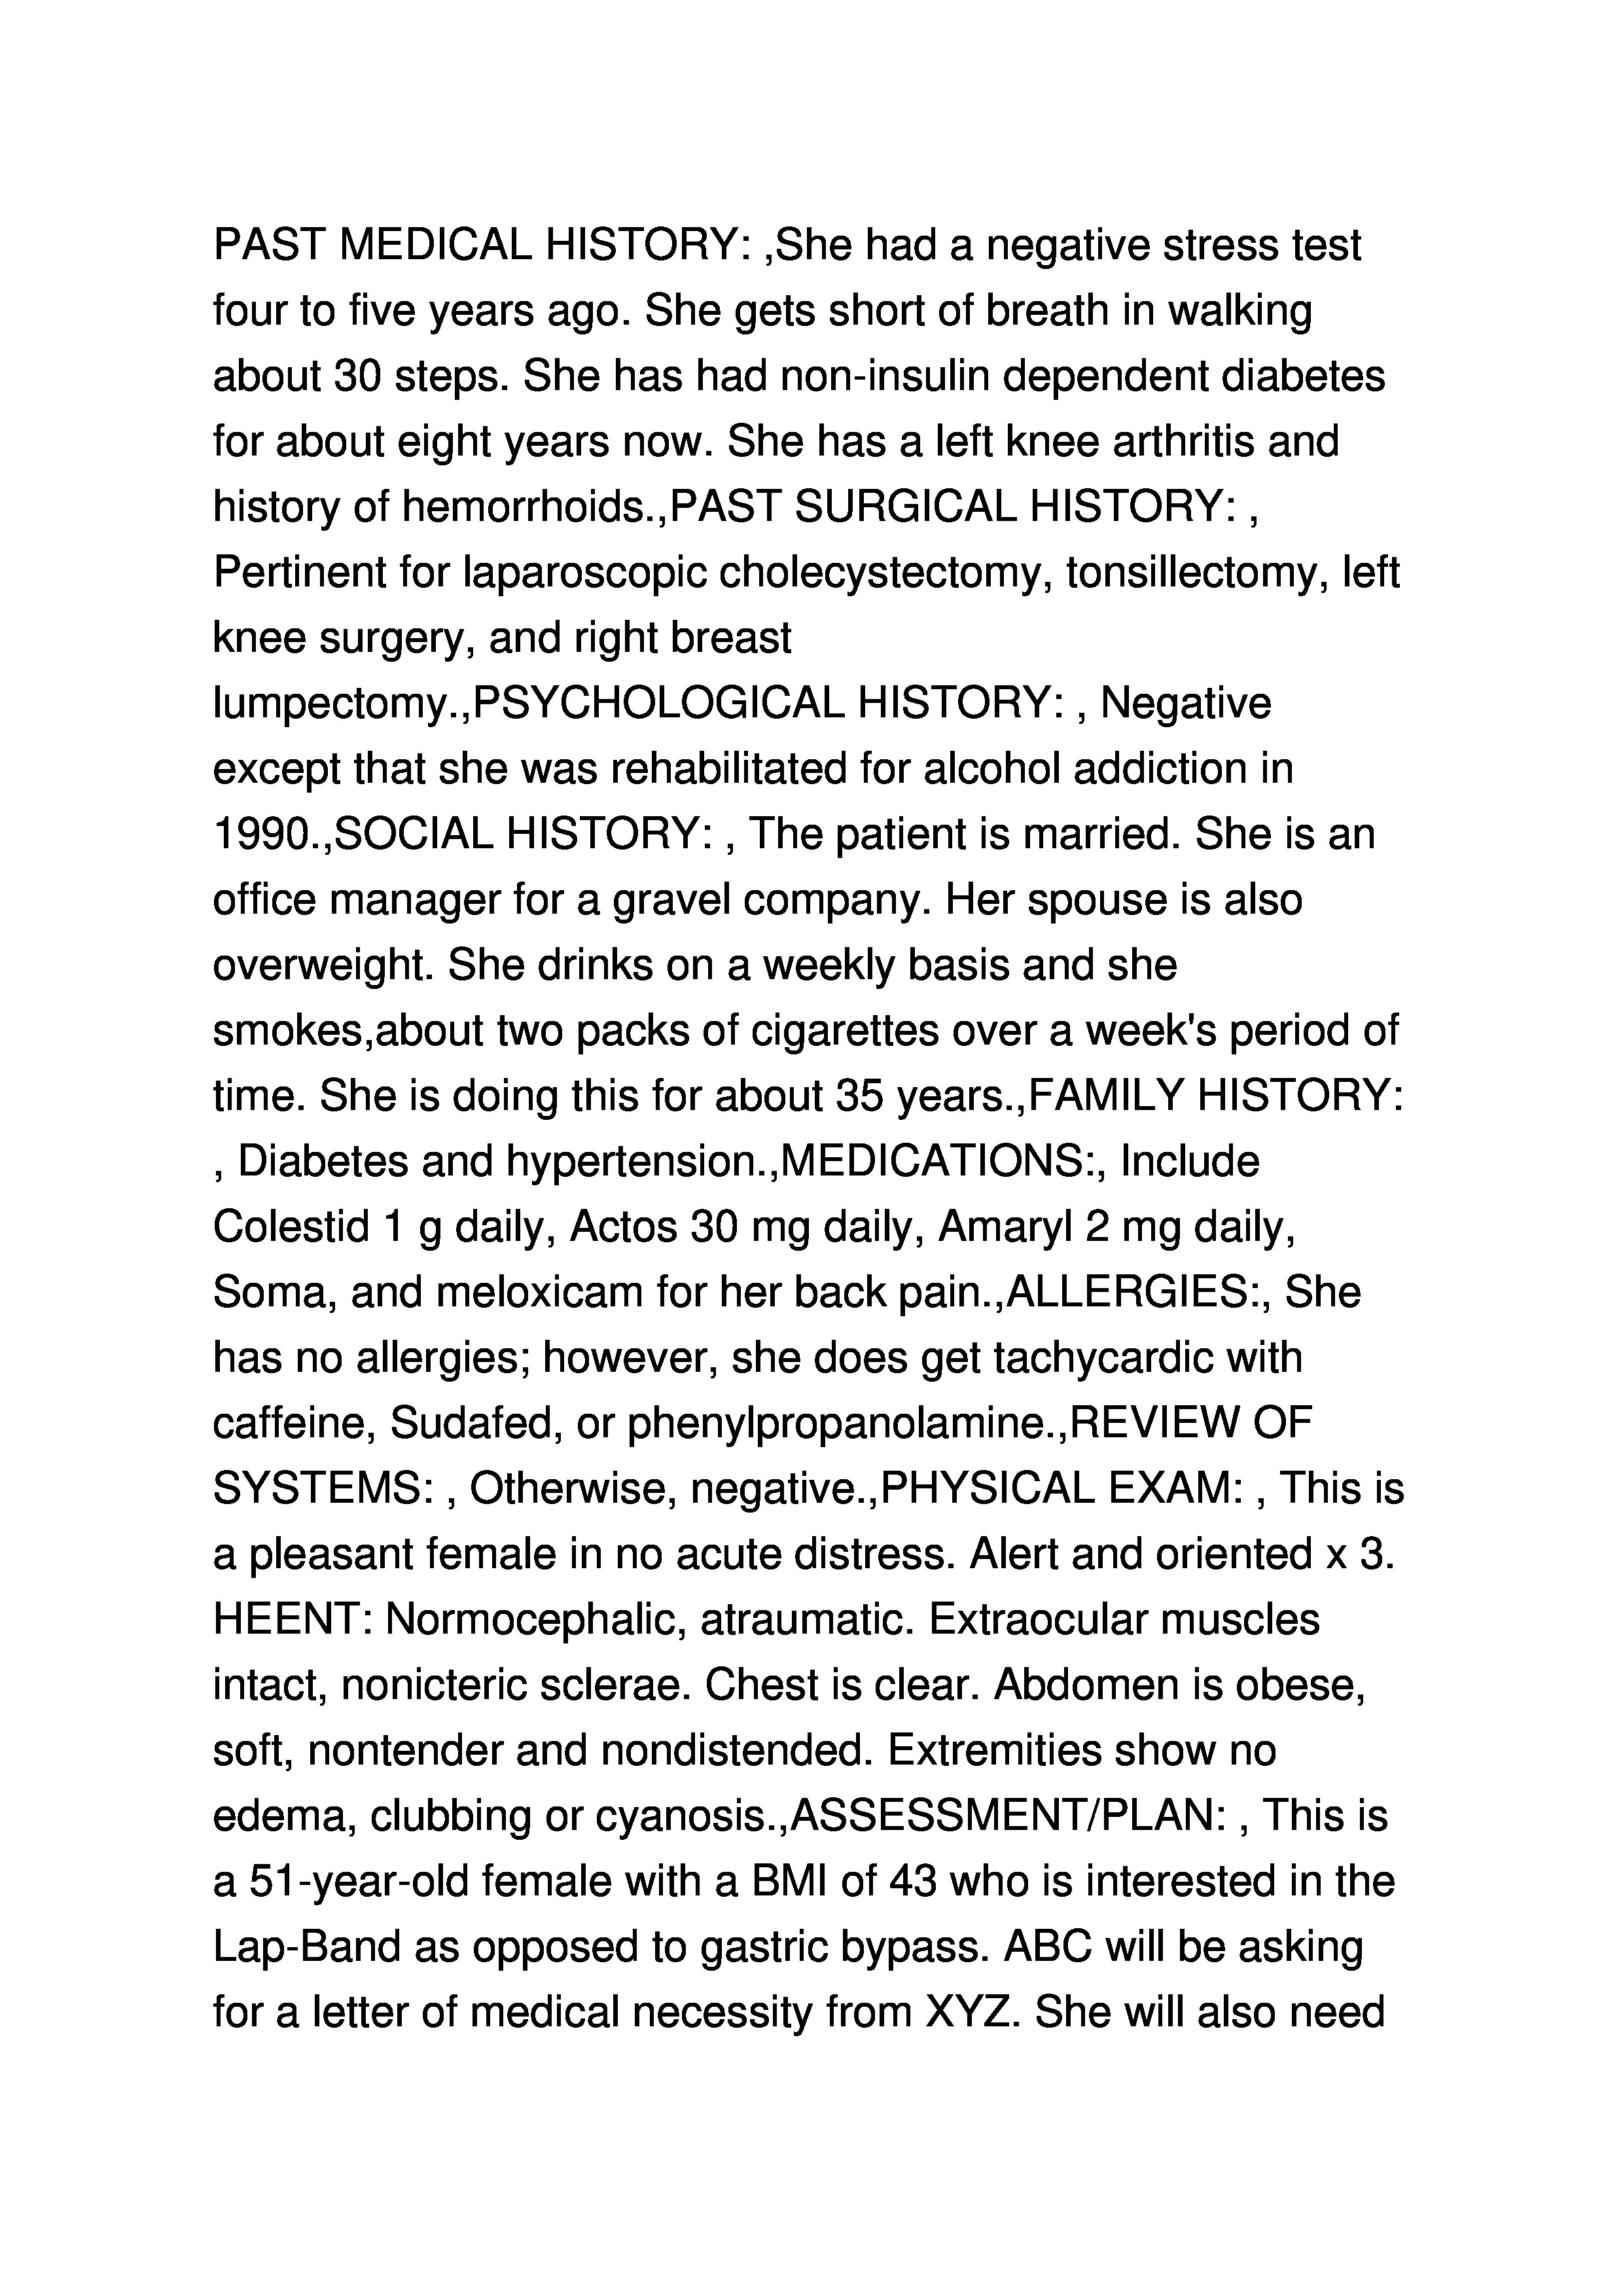 PAST MEDICAL HISTORY: ,She had a negative stress test
four to five years ago. She gets short of breath in walking
about 30 steps. She has had non-insulin dependent diabetes
for about eight years now. She has a left knee arthritis and
history of hemorrhoids.,PAST SURGICAL HISTORY: ,
Pertinent for laparoscopic cholecystectomy, tonsillectomy, left
knee surgery, and right breast
lumpectomy.,PSYCHOLOGICAL HISTORY: , Negative
except that she was rehabilitated for alcohol addiction in
1990.,SOCIAL HISTORY: , The patient is married. She is an
office manager for a gravel company. Her spouse is also
overweight. She drinks on a weekly basis and she
smokes,about two packs of cigarettes over a week's period of
time. She is doing this for about 35 years.,FAMILY HISTORY:
, Diabetes and hypertension.,MEDICATIONS:, Include
Colestid 1 g daily, Actos 30 mg daily, Amaryl 2 mg daily,
Soma, and meloxicam for her back pain.,ALLERGIES:, She
has no allergies; however, she does get tachycardic with
caffeine, Sudafed, or phenylpropanolamine.,REVIEW OF
SYSTEMS: , Otherwise, negative.,PHYSICAL EXAM: , This is
a pleasant female in no acute distress. Alert and oriented x 3.
HEENT: Normocephalic, atraumatic. Extraocular muscles
intact, nonicteric sclerae. Chest is clear. Abdomen is obese,
soft, nontender and nondistended. Extremities show no
edema, clubbing or cyanosis.,ASSESSMENT/PLAN: , This is
a 51-year-old female with a BMI of 43 who is interested in the
Lap-Band as opposed to gastric bypass. ABC will be asking
for a letter of medical necessity from XYZ. She will also need